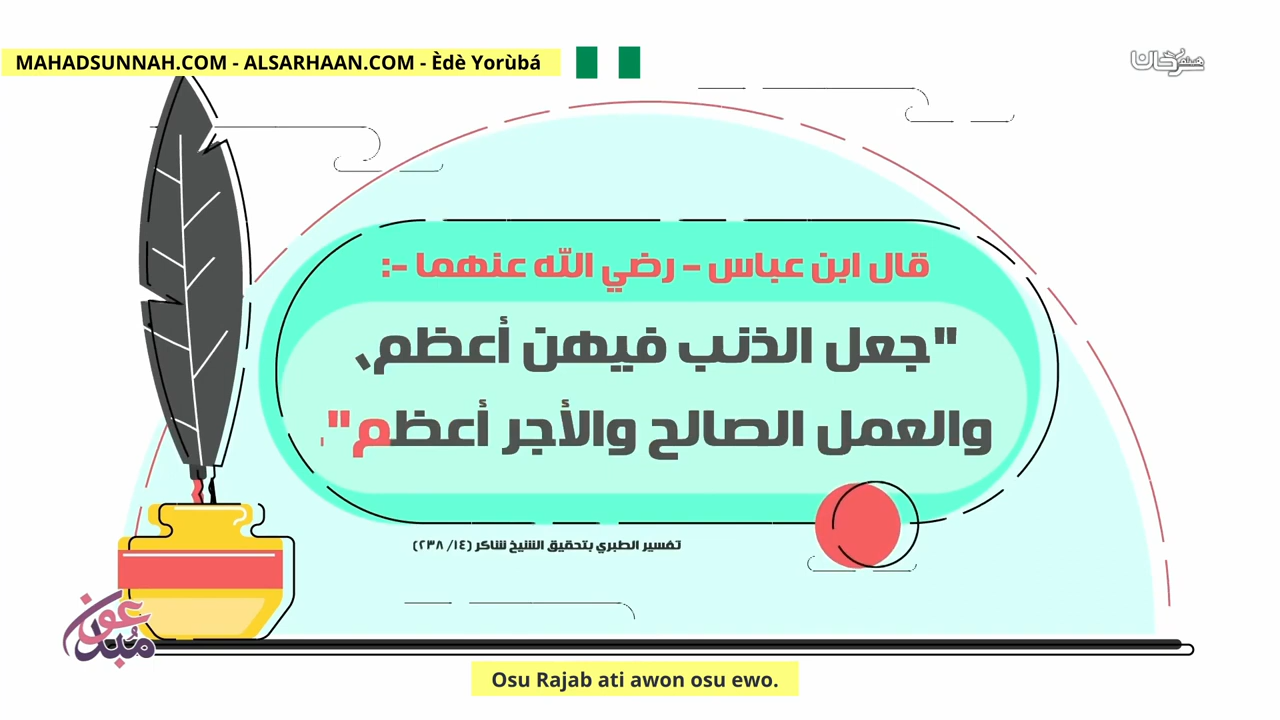 MAHADSUNNAH.COM - ALSARHAAN.COM - Èdè Yorùbá
قال ابن عباس – رضي الله عنهما -:
"جعل الذنب فيهن أعظم،
والعمل الصالح والأجر أعظم"
تفسير الطبري بتحقيق الشيخ شاكر (١٤/ ٢٣٨)
Osu Rajab ati awon osu ewo.